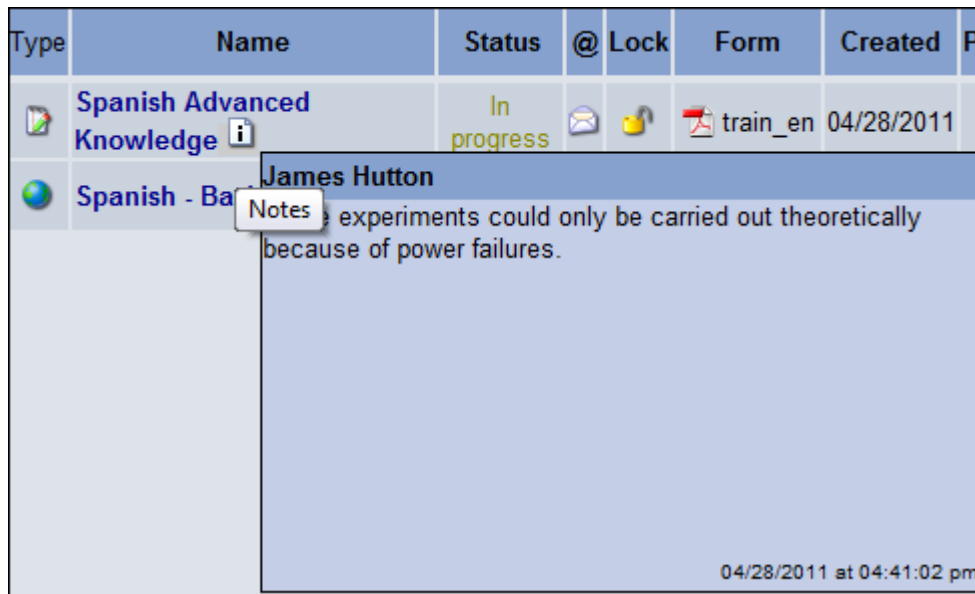 Type Name Status @ Lock Form Created
Spanish Advanced
Knowledge
In
progress
train_en 04/28/2011
Spanish - Ba
James Hutton
Notes
experiments could only be carried out theoretically
because of power failures.
04/28/2011 at 04:41:02 pm